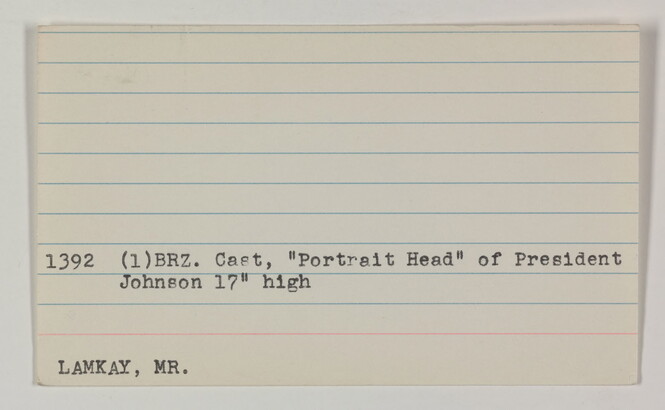 1392 (1)BRZ. Cast, "Portrait Head" of President
Johnson 17" high
LAMKAY, MR.